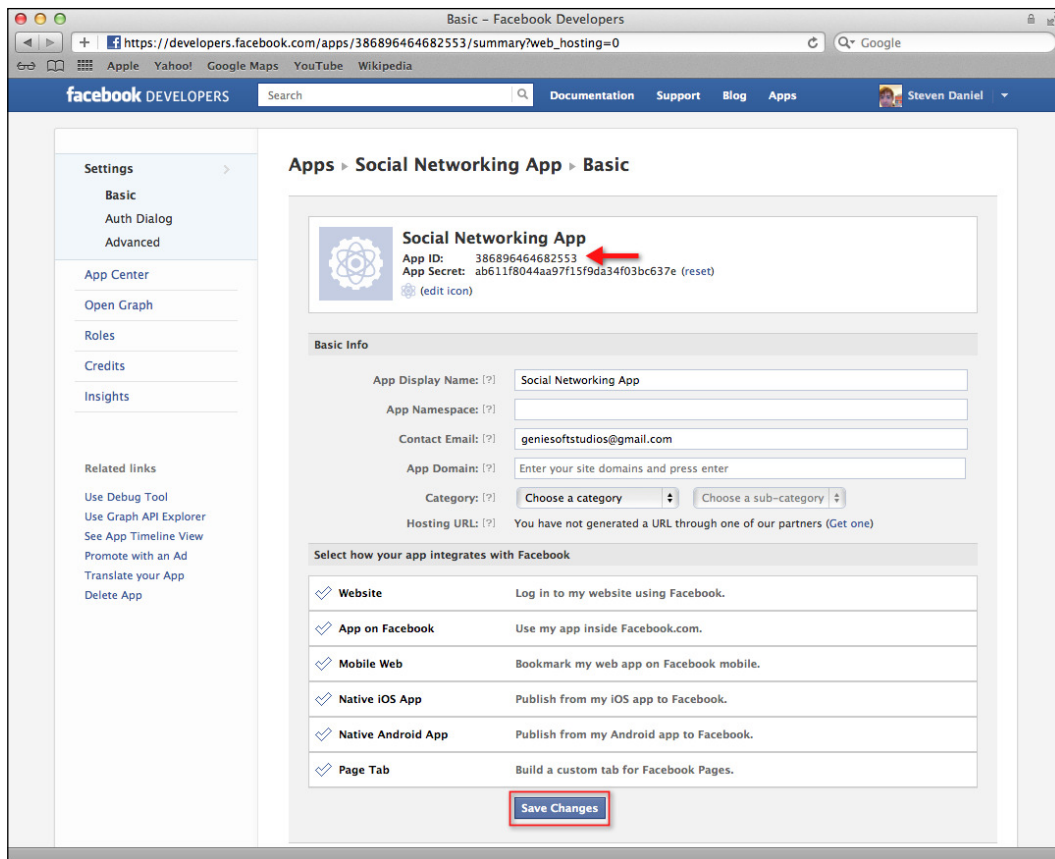 Basic – Facebook Developers
https://developers.facebook.com/apps/386896464682553/summary?web_hosting=0
Google
Apple Yahoo! Google Maps YouTube Wikipedia
facebook DEVELOPERS Search Documentation Support Blog Apps Steven Daniel
Settings
Basic
Auth Dialog
Advanced
App Center
Open Graph
Roles
Credits
Insights
Related links
Use Debug Tool
Use Graph API Explorer
See App Timeline View
Promote with an Ad
Translate your App
Delete App
Apps ▸ Social Networking App ▸ Basic
Social Networking App
App ID: 386896464682553
App Secret: ab611f8044aa97f15f9da34f03bc637e (reset)
(edit icon)
Basic Info
App Display Name: [?] Social Networking App
App Namespace: [?]
Contact Email: [?] geniesoftstudios@gmail.com
App Domain: [?] Enter your site domains and press enter
Category: [?] Choose a category Choose a sub-category
Hosting URL: [?] You have not generated a URL through one of our partners (Get one)
Select how your app integrates with Facebook
Website Log in to my website using Facebook.
App on Facebook Use my app inside Facebook.com.
Mobile Web Bookmark my web app on Facebook mobile.
Native iOS App Publish from my iOS app to Facebook.
Native Android App Publish from my Android app to Facebook.
Page Tab Build a custom tab for Facebook Pages.
Save Changes